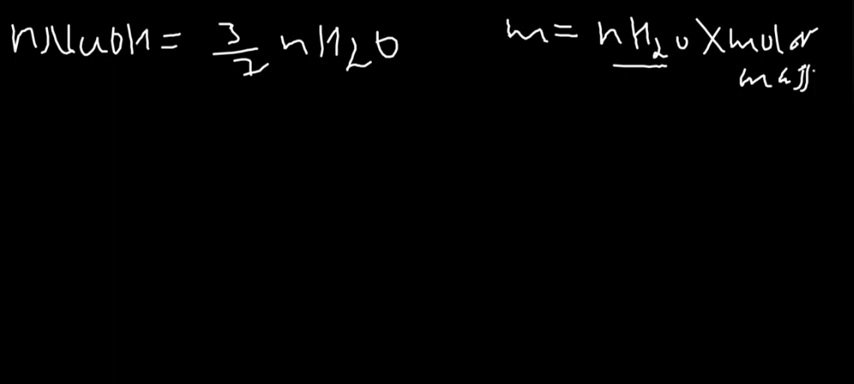 nNaOH = 3/2 nH2O
m = nH2O X molar
mass